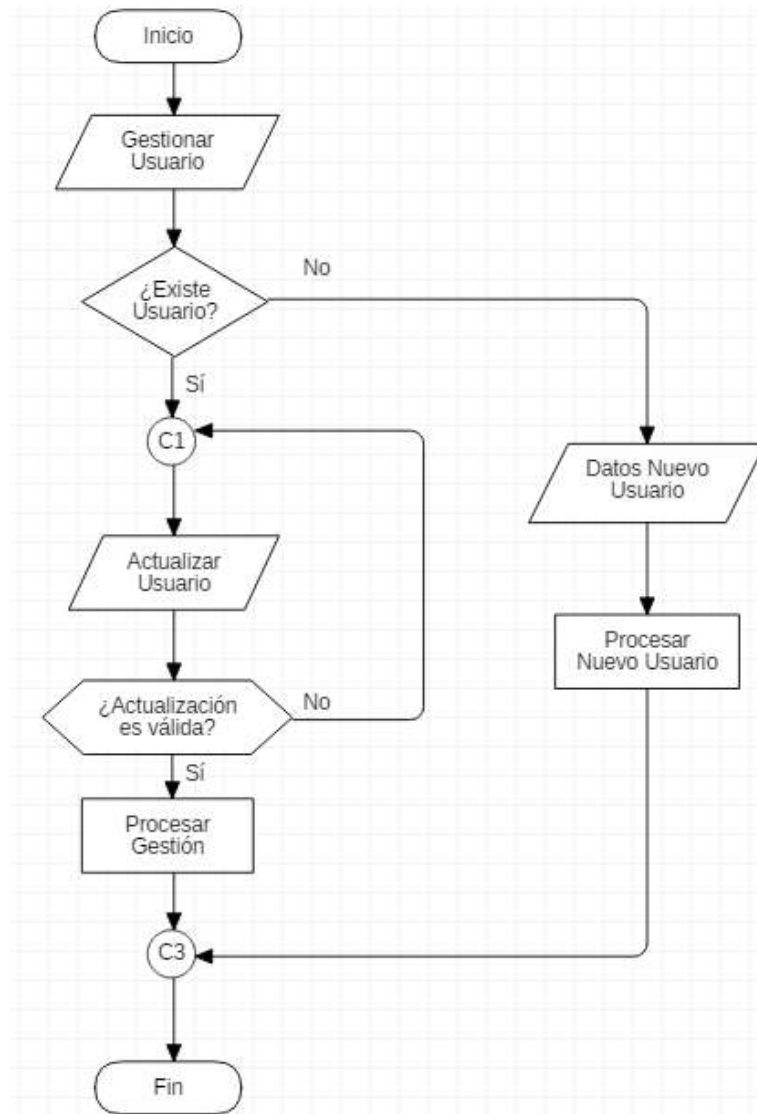 Inicio
Gestionar
Usuario
¿Existe
Usuario?
No
Sí
C1
Datos Nuevo
Usuario
Actualizar
Usuario
Procesar
Nuevo Usuario
¿Actualización
es válida?
No
Sí
Procesar
Gestión
C3
Fin